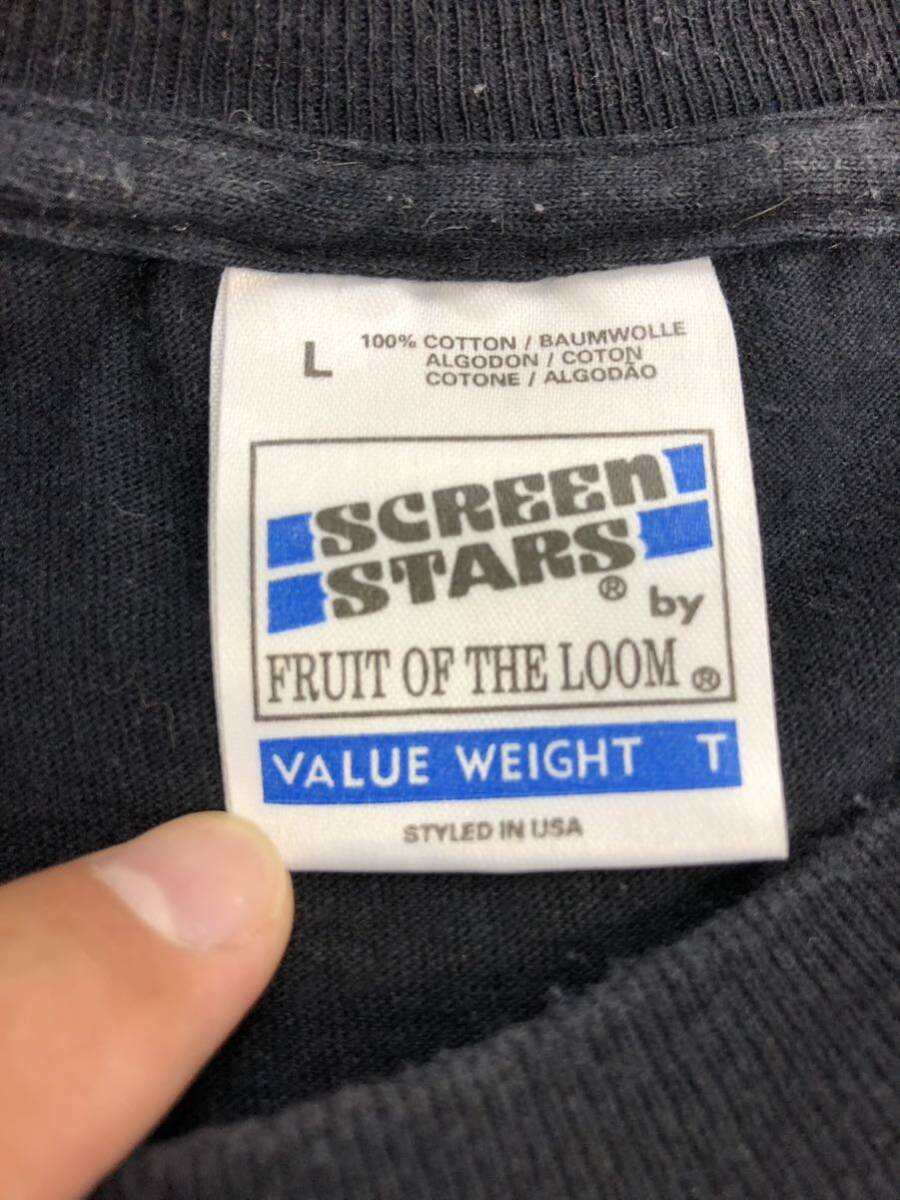 L
100% COTTON / BAUMWOLLE
ALGODON / COTON
COTONE / ALGODÃO
SCREEN
STARS® by
FRUIT OF THE LOOM®
VALUE WEIGHT T
STYLED IN USA